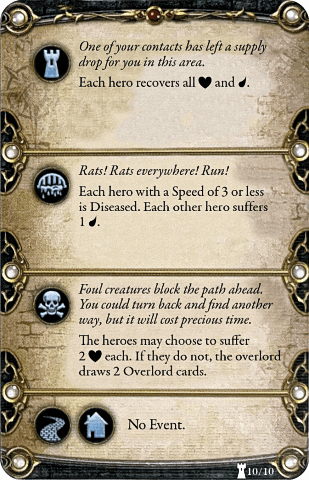 One of your contacts has left a supply
drop for you in this area.
Each hero recovers all and .
Rats! Rats everywhere! Run!
Each hero with a Speed of 3 or less
is Diseased. Each other hero suffers
1 .
Foul creatures block the path ahead.
You could turn back and find another
way, but it will cost precious time.
The heroes may choose to suffer
2 each. If they do not, the overlord
draws 2 Overlord cards.
No Event.
10/10